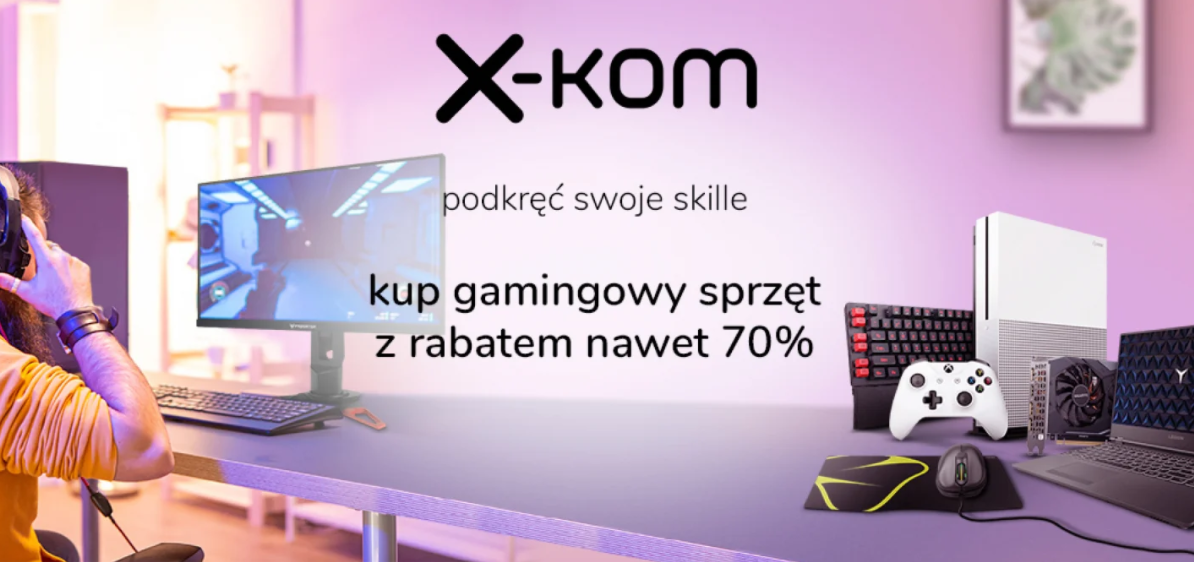 x-kom
podkręć swoje skille
kup gamingowy sprzęt
z rabatem nawet 70%